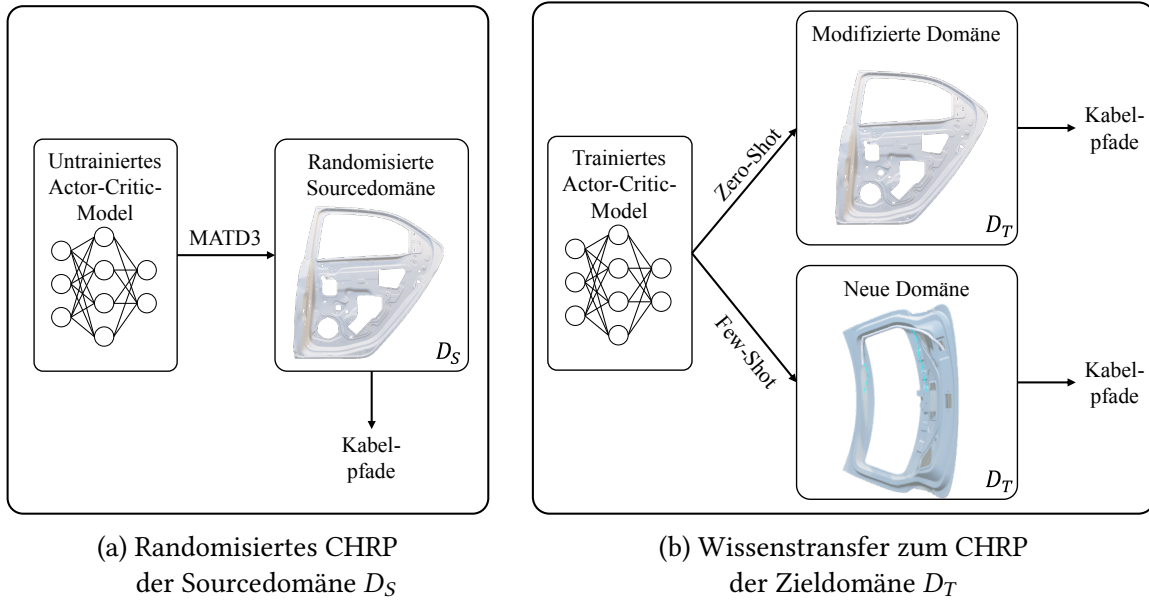 Untrainiertes
Actor-Critic-
Model
MATD3
Randomisierte
Sourcedomäne
D_S
Kabel-
pfade
(a) Randomisiertes CHRP
der Sourcedomäne D_S
Trainiertes
Actor-Critic-
Model
Zero-Shot
Few-Shot
Modifizierte Domäne
D_T
Kabel-
pfade
Neue Domäne
D_T
Kabel-
pfade
(b) Wissenstransfer zum CHRP
der Zieldomäne D_T